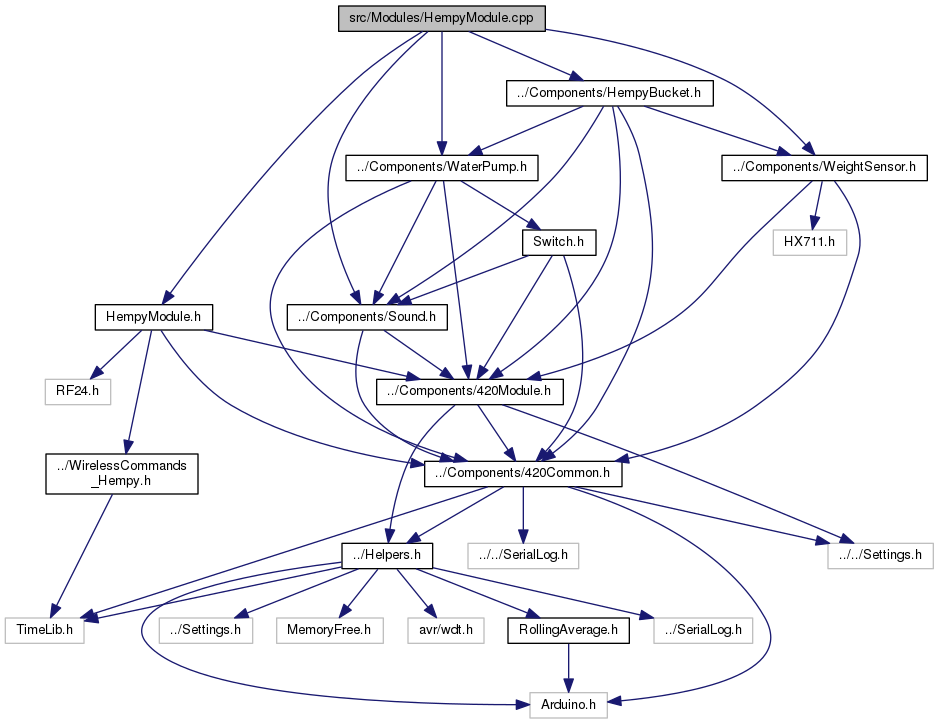 src/Modules/HempyModule.cpp
../Components/HempyBucket.h
../Components/WaterPump.h
../Components/WeightSensor.h
Switch.h
HX711.h
HempyModule.h
../Components/Sound.h
RF24.h
../Components/420Module.h
../WirelessCommands
_Hempy.h
../Components/420Common.h
../Helpers.h
../../SerialLog.h
../../Settings.h
TimeLib.h
../Settings.h
MemoryFree.h
avr/wdt.h
RollingAverage.h
../SerialLog.h
Arduino.h